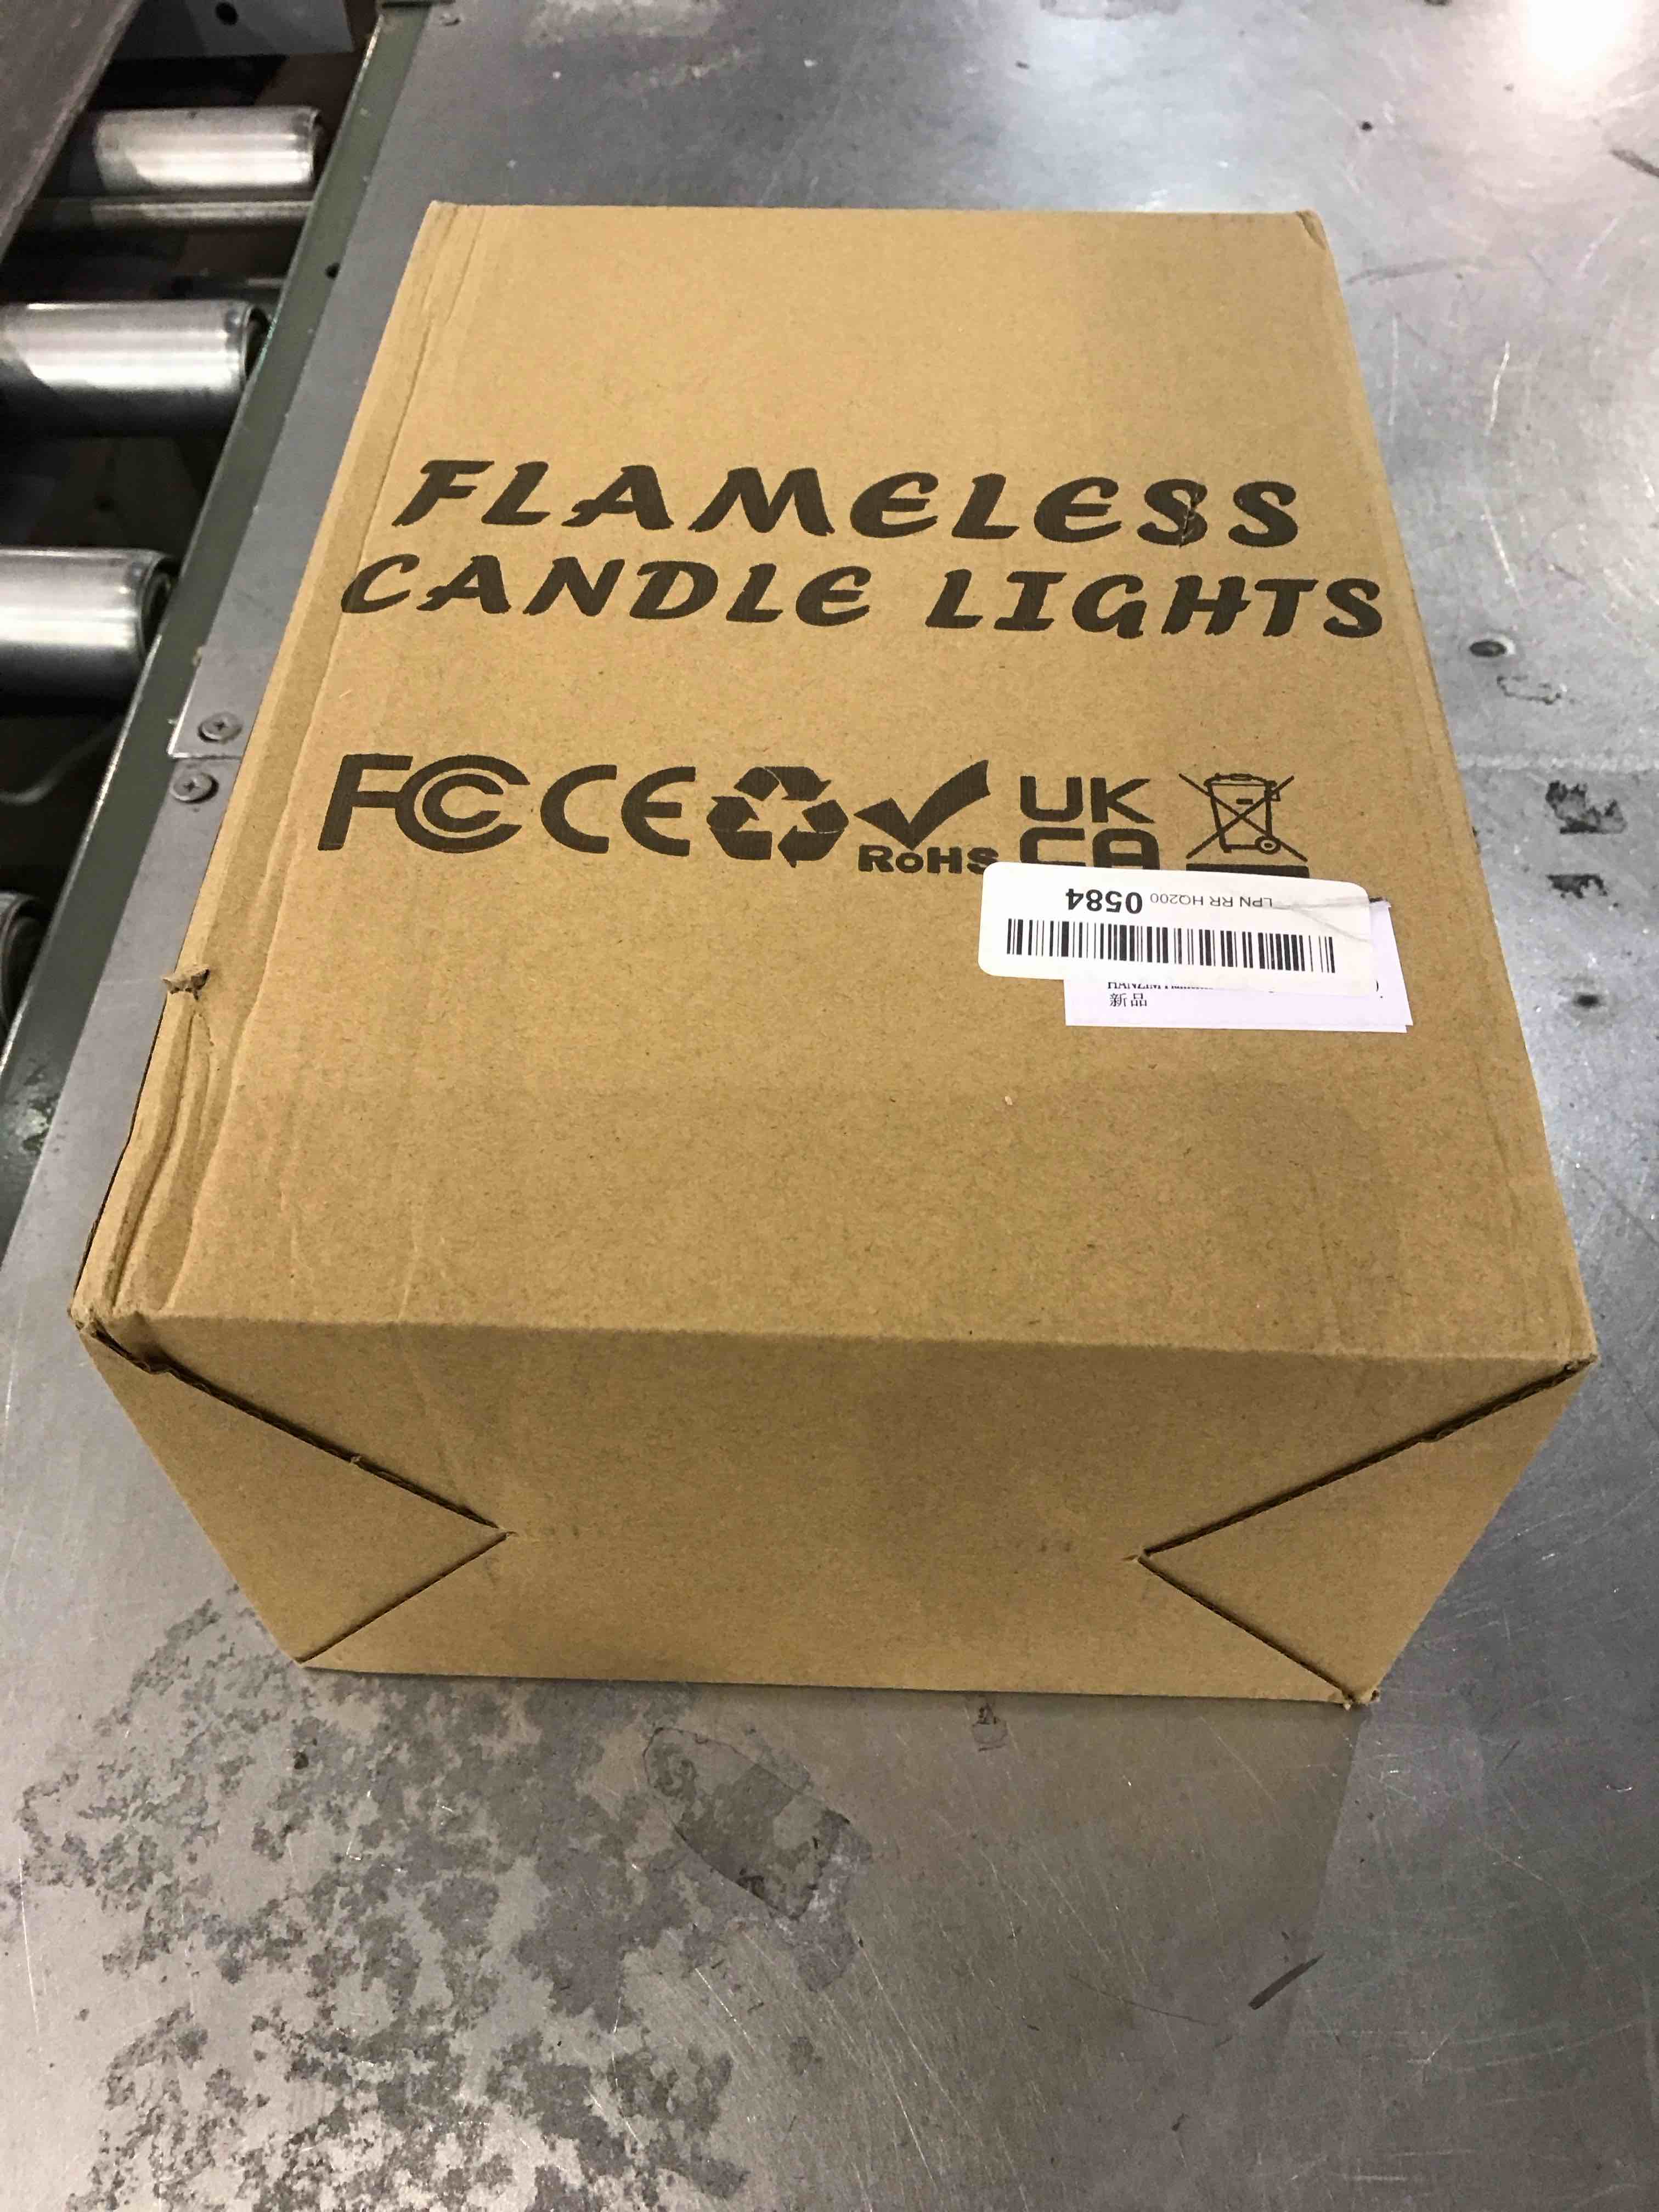 FLAMELESS
CANDLE LIGHTS
FC CE RoHS UK
CA
LPN RR HQ200 0584
新品